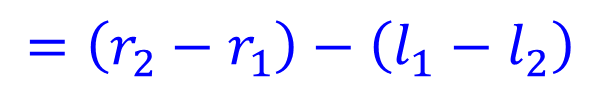 = (r₂ − r₁) − (l₁ − l₂)